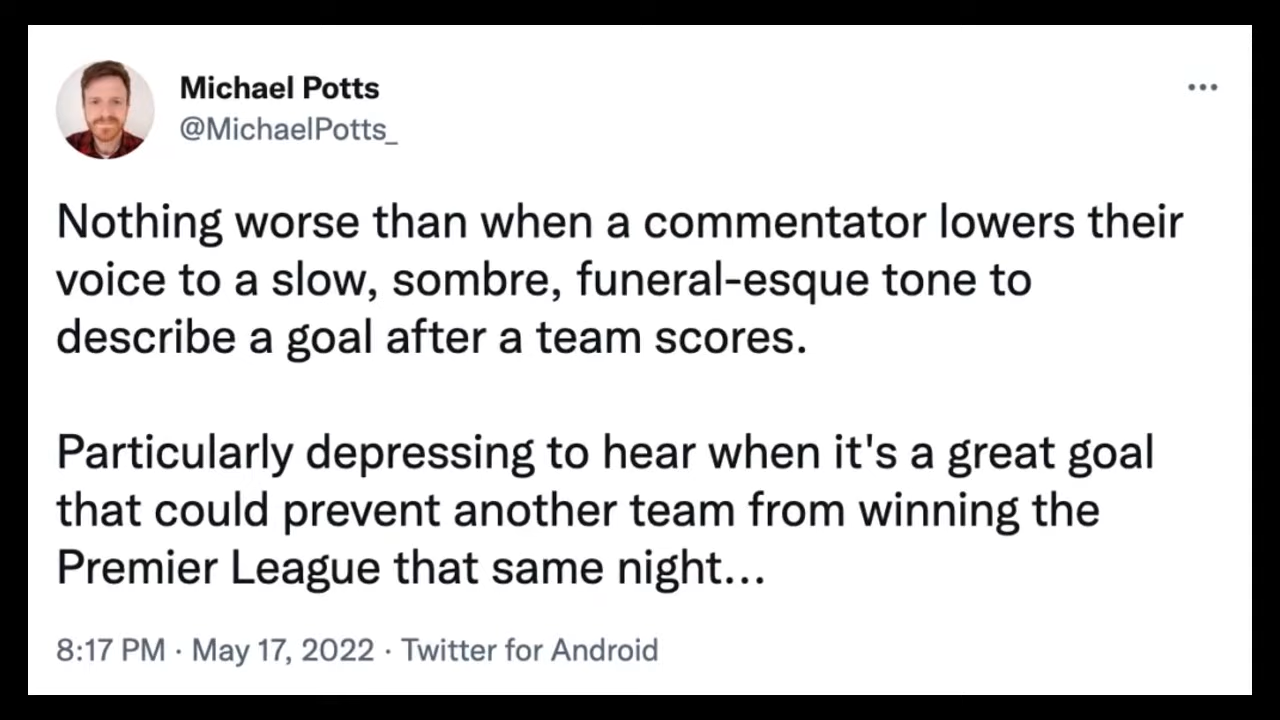 Michael Potts
@MichaelPotts_
Nothing worse than when a commentator lowers their
voice to a slow, sombre, funeral-esque tone to
describe a goal after a team scores.
Particularly depressing to hear when it's a great goal
that could prevent another team from winning the
Premier League that same night...
8:17 PM · May 17, 2022 · Twitter for Android